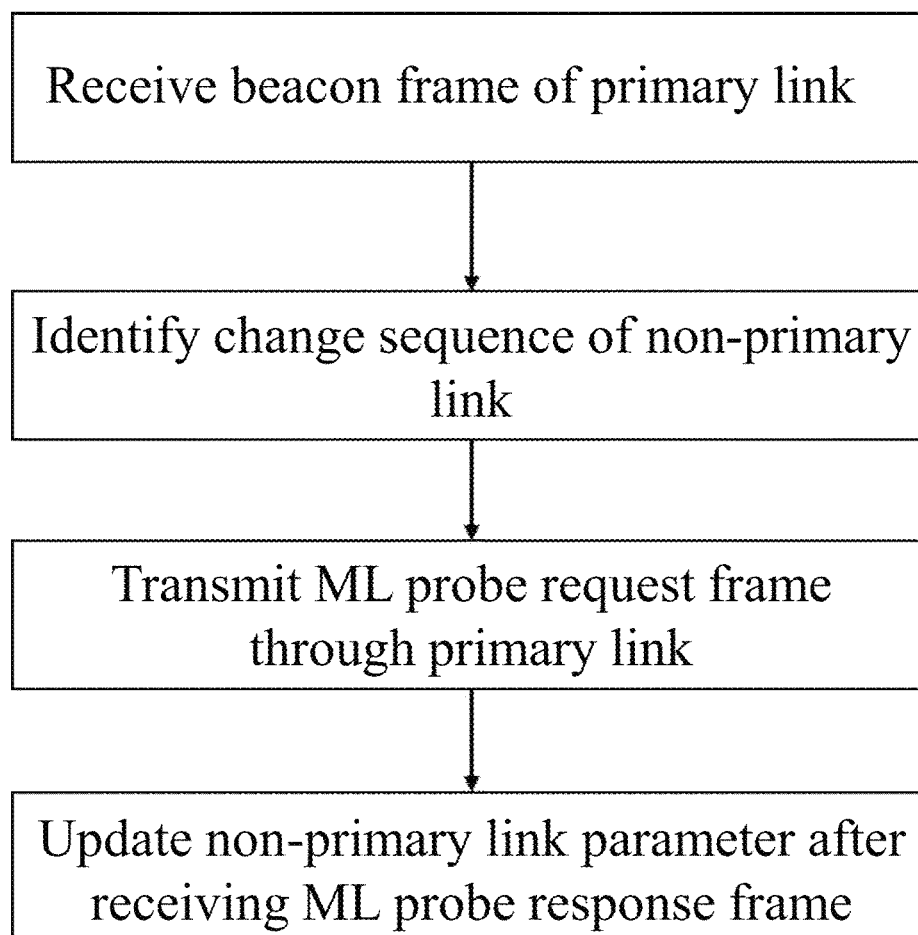 Receive beacon frame of primary link
Identify change sequence of non-primary
link
Transmit ML probe request frame
through primary link
Update non-primary link parameter after
receiving ML probe response frame